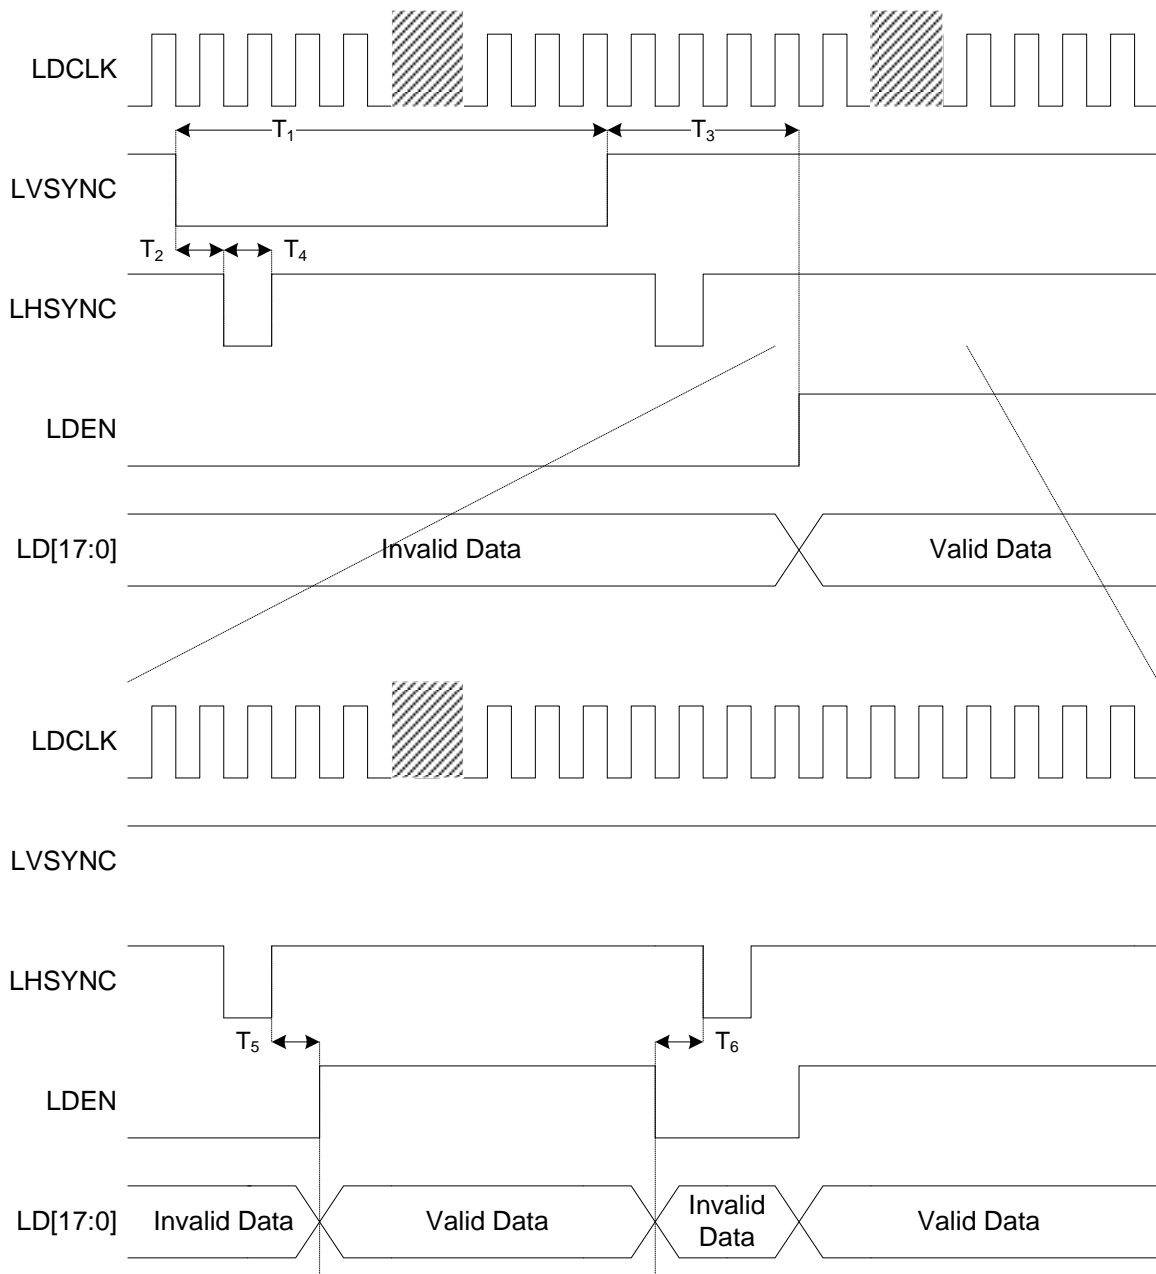 LDCLK
T₁
T₃
LVSYNC
T₂
T₄
LHSYNC
LDEN
LD[17:0]
Invalid Data
Valid Data
LDCLK
LVSYNC
LHSYNC
T₅
T₆
LDEN
LD[17:0]
Invalid Data
Valid Data
Invalid
Data
Valid Data